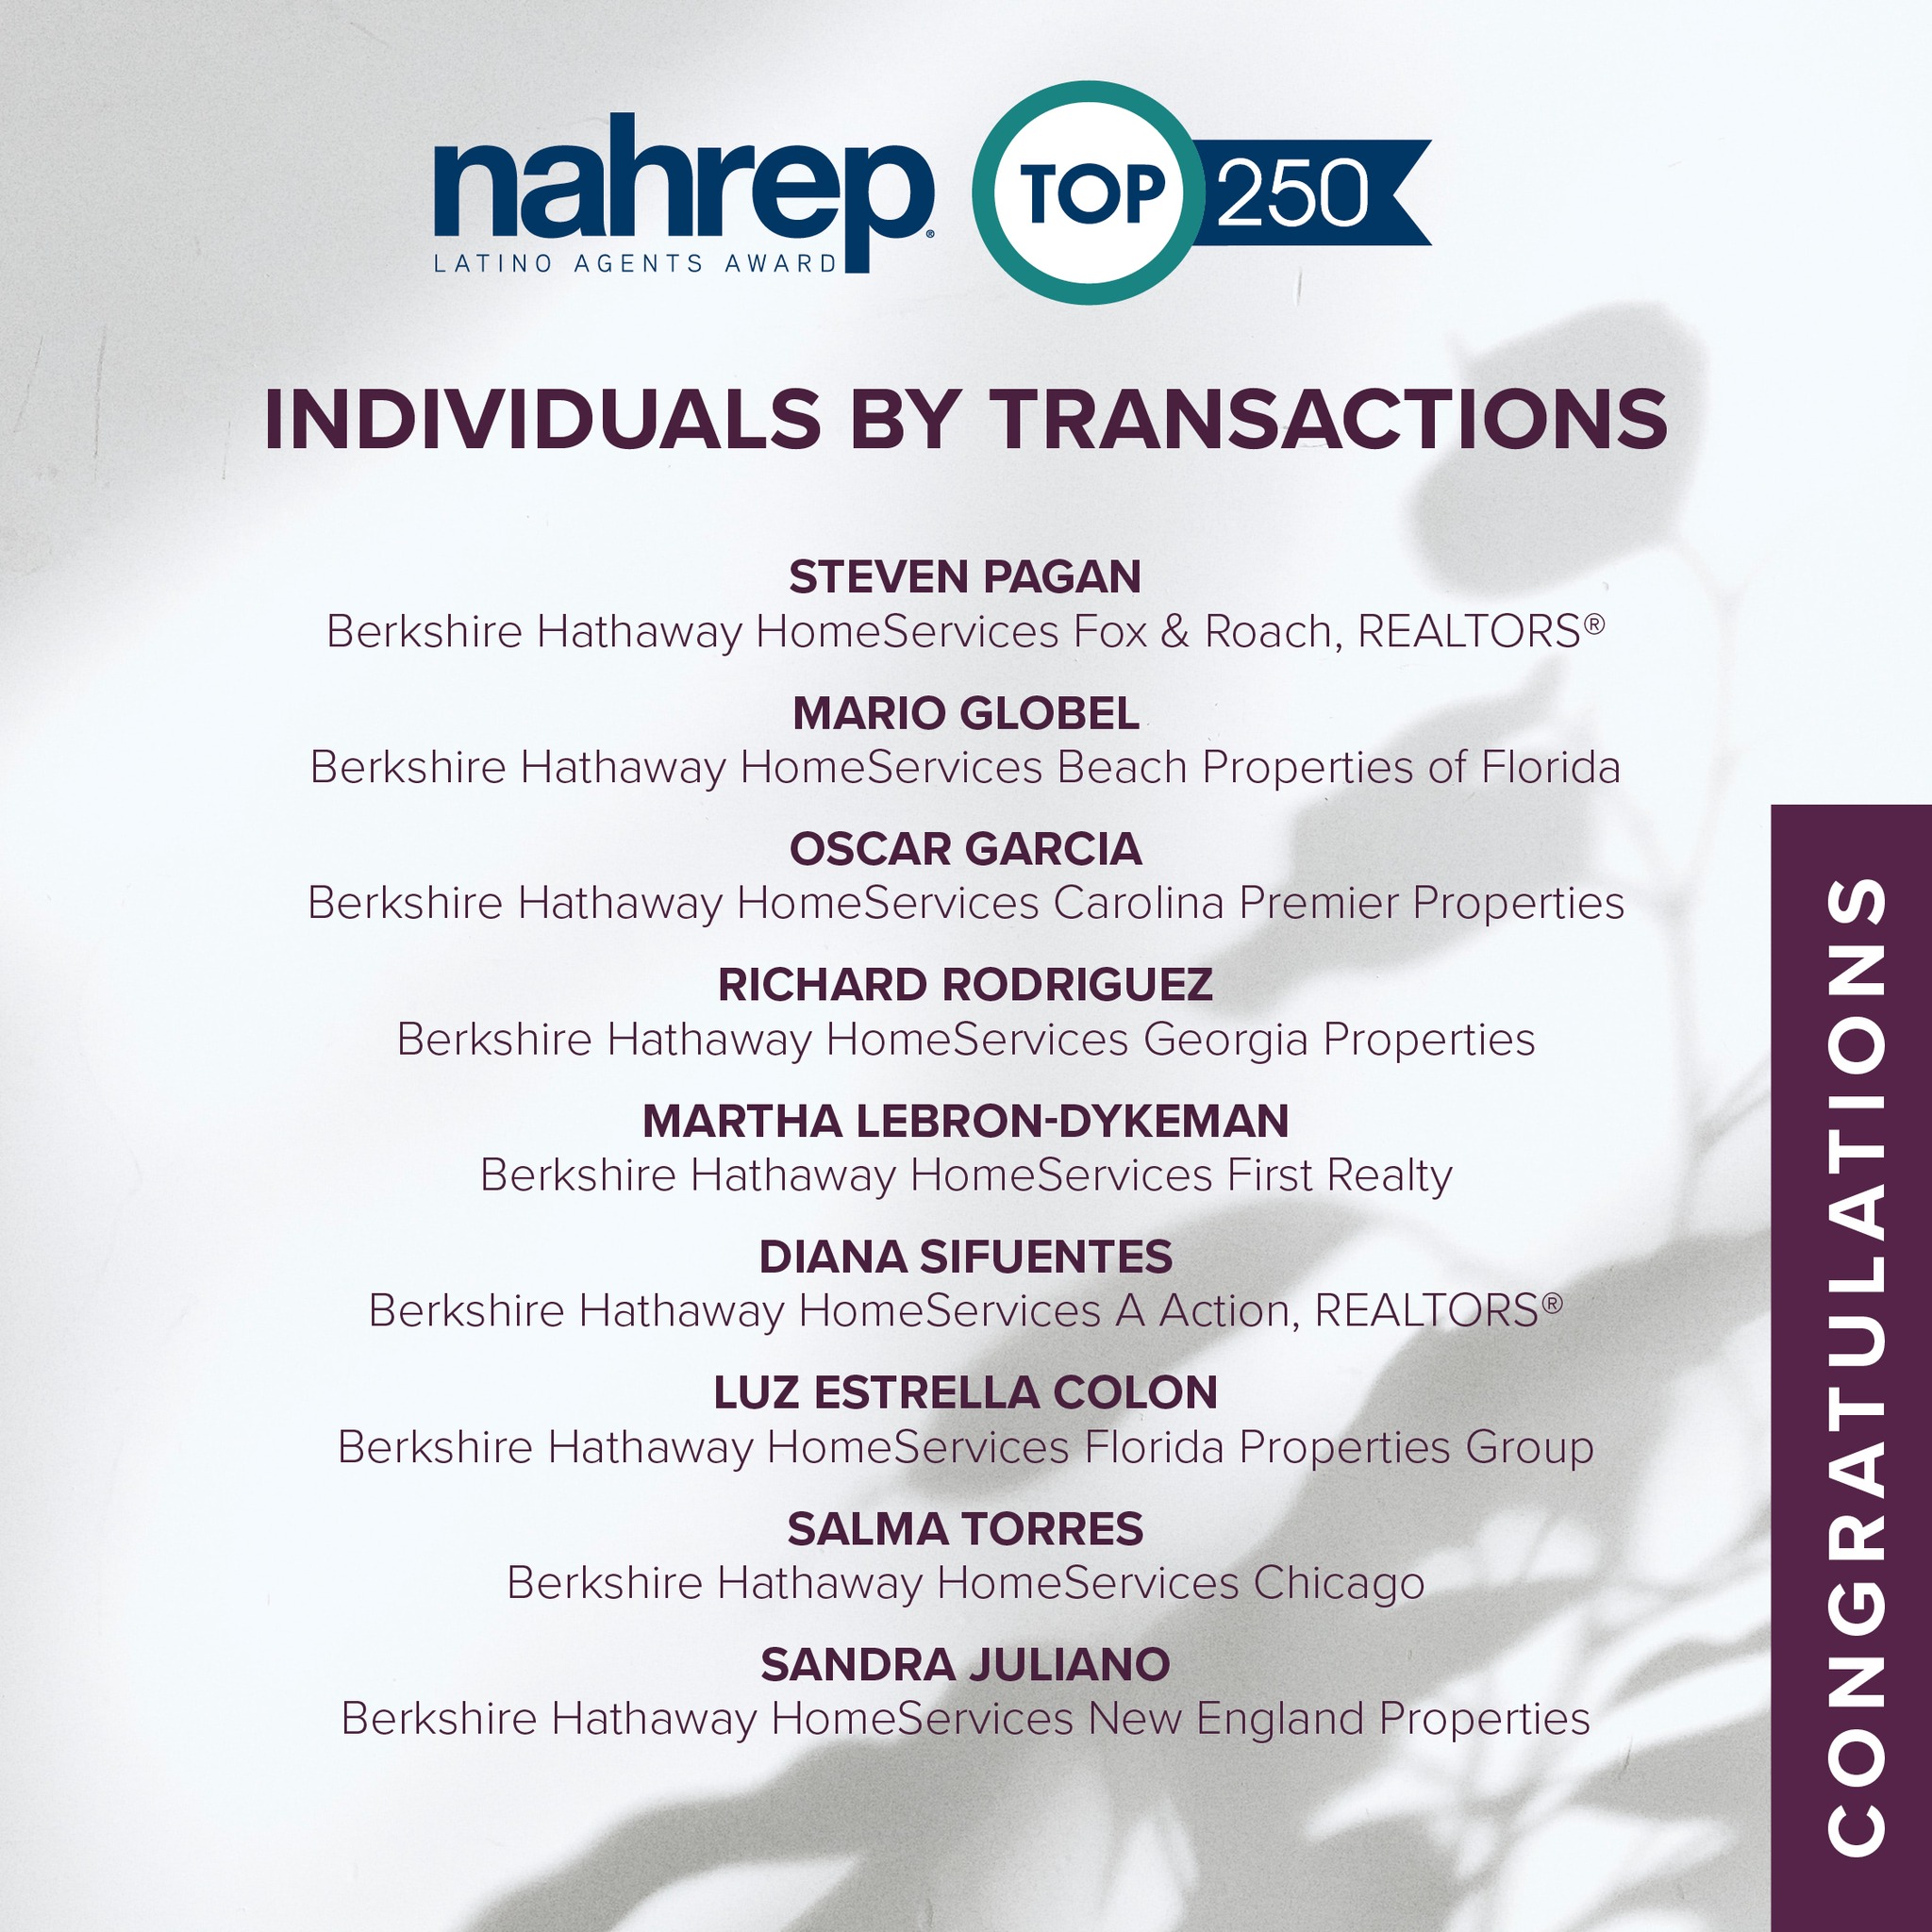 nahrep®
LATINO AGENTS AWARD
TOP 250
INDIVIDUALS BY TRANSACTIONS
STEVEN PAGAN
Berkshire Hathaway HomeServices Fox & Roach, REALTORS®
MARIO GLOBEL
Berkshire Hathaway HomeServices Beach Properties of Florida
OSCAR GARCIA
Berkshire Hathaway HomeServices Carolina Premier Properties
RICHARD RODRIGUEZ
Berkshire Hathaway HomeServices Georgia Properties
MARTHA LEBRON-DYKEMAN
Berkshire Hathaway HomeServices First Realty
DIANA SIFUENTES
Berkshire Hathaway HomeServices A Action, REALTORS®
LUZ ESTRELLA COLON
Berkshire Hathaway HomeServices Florida Properties Group
SALMA TORRES
Berkshire Hathaway HomeServices Chicago
SANDRA JULIANO
Berkshire Hathaway HomeServices New England Properties
CONGRATULATIONS